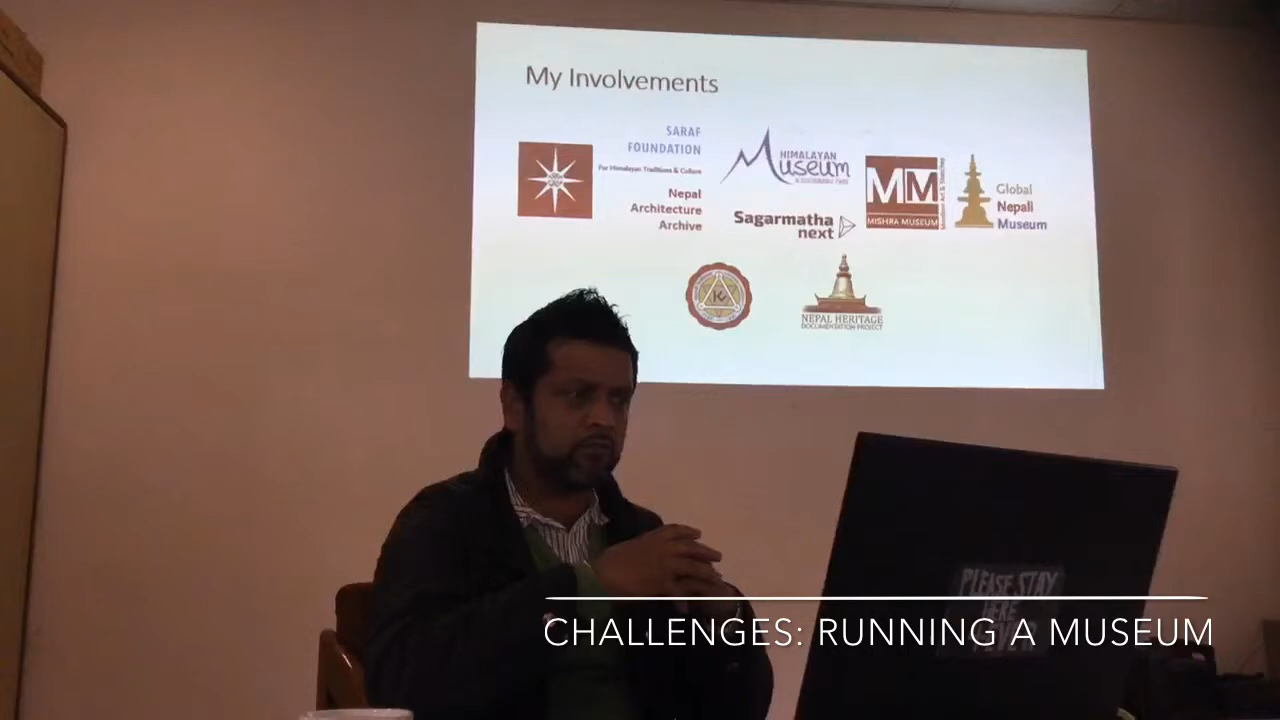 My Involvements
SARAF
FOUNDATION
For Himalayan Traditions & Culture
Nepal
Architecture
Archive
HIMALAYAN
Museum
Sagarmatha
next
MM
MISHRA MUSEUM
Global
Nepali
Museum
NEPAL HERITAGE
DOCUMENTATION PROJECT
PLEASE STAY
HERE
CHALLENGES: RUNNING A MUSEUM